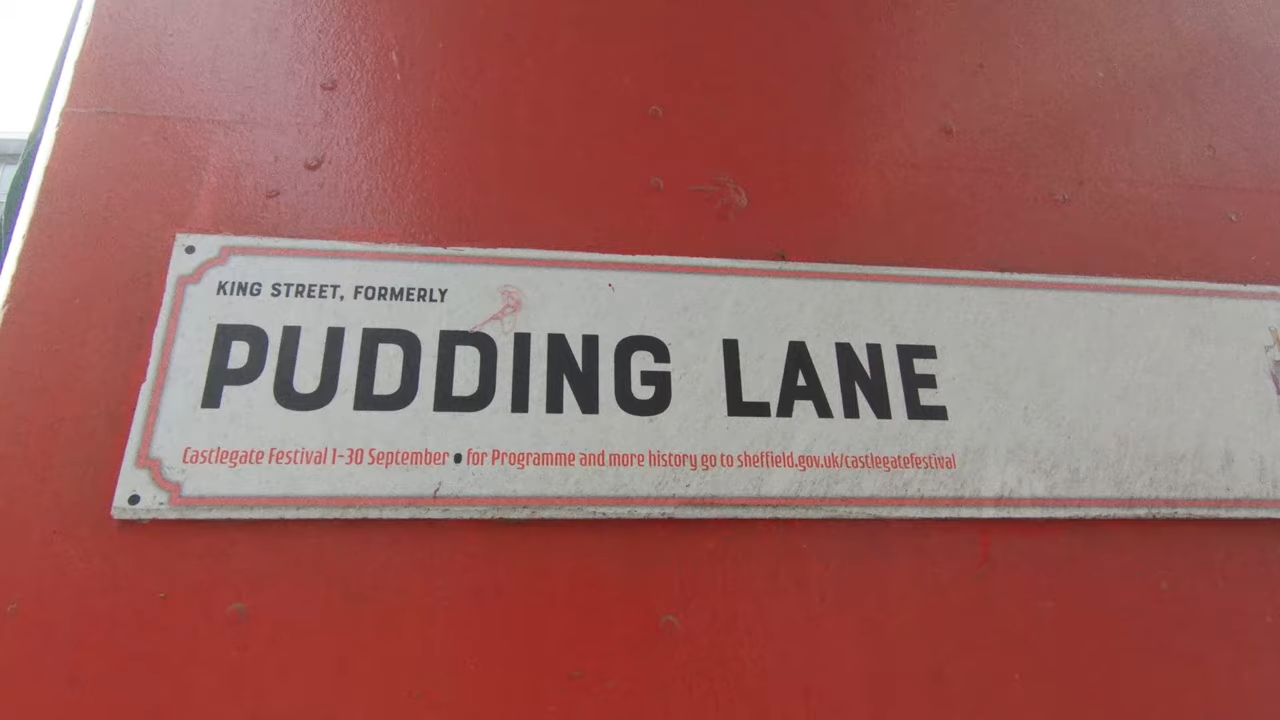 KING STREET, FORMERLY
PUDDING LANE
Castlegate Festival 1-30 September • for Programme and more history go to sheffield.gov.uk/castlegatefestival